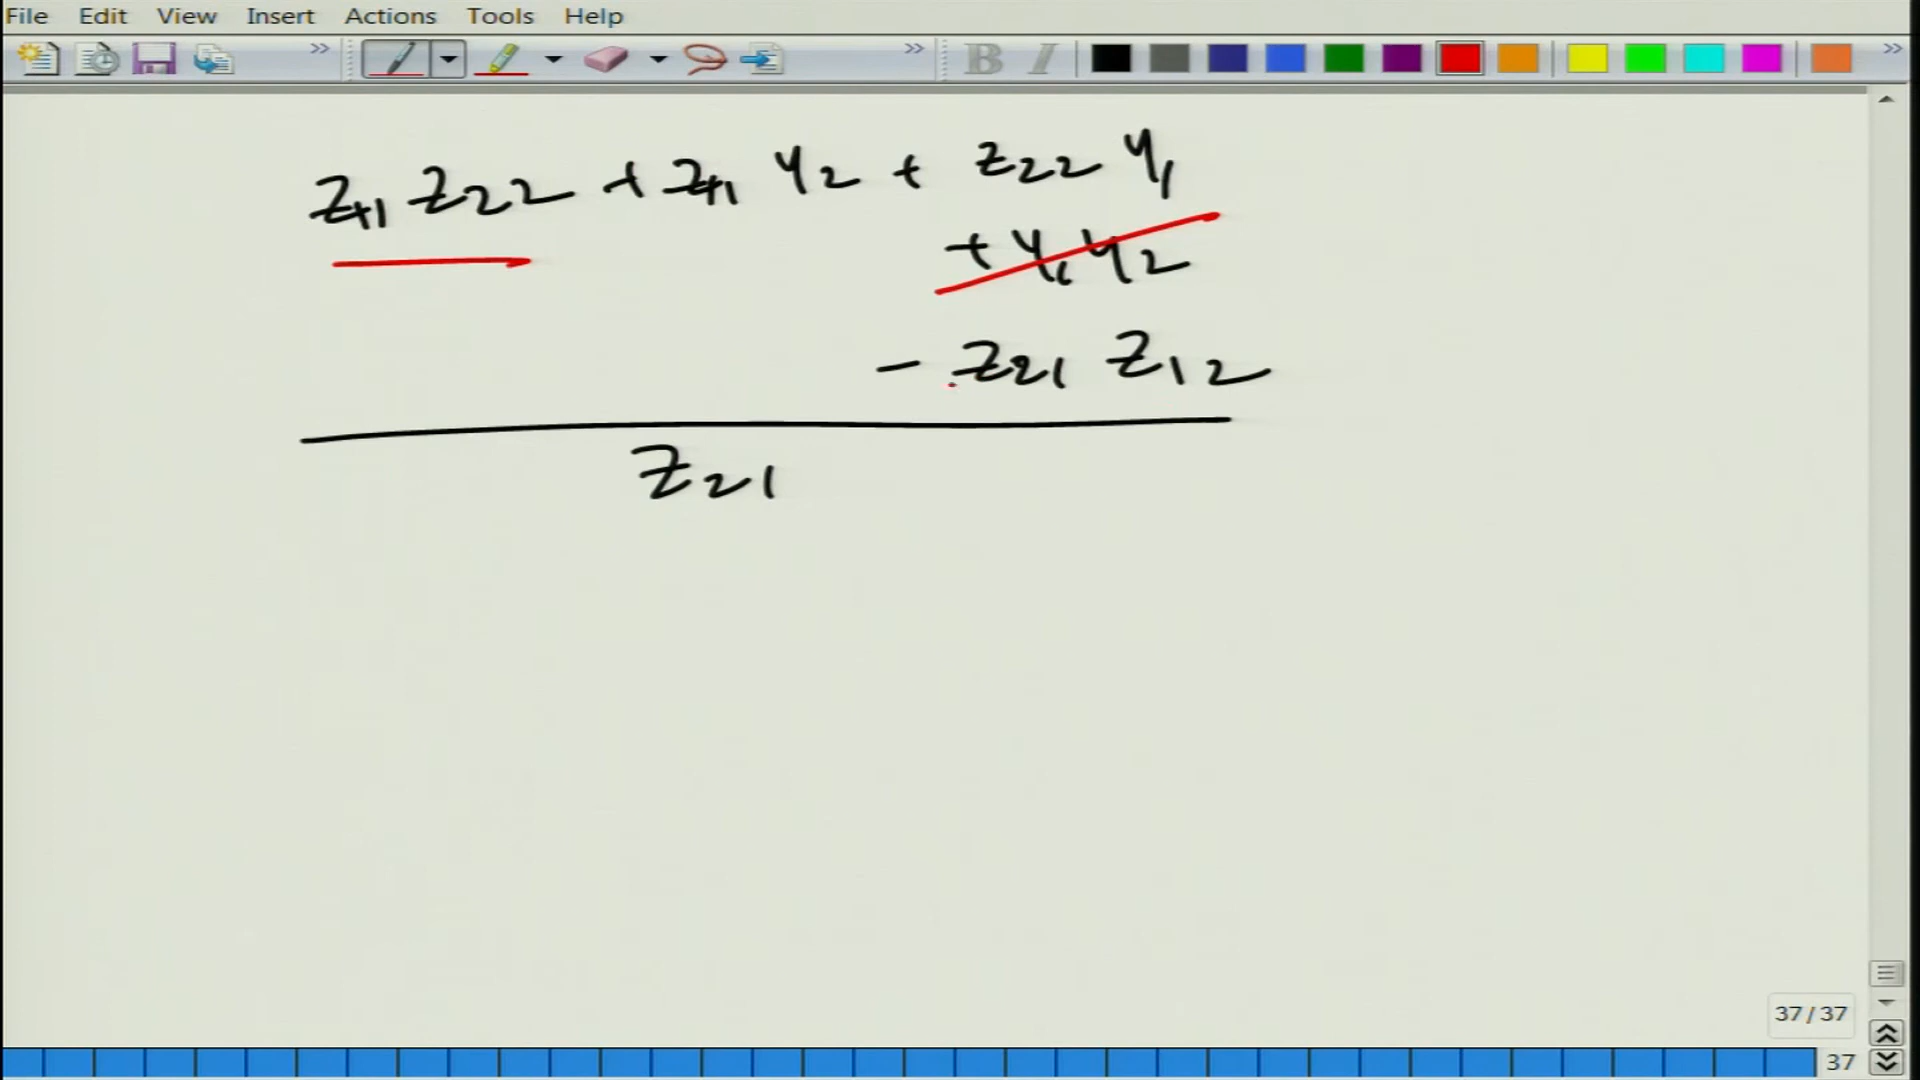 File Edit View Insert Actions Tools Help
B I
z11 z22 + z11 y2 + z22 y1
+ y1 y2
- z21 z12
z21
37 / 37
37